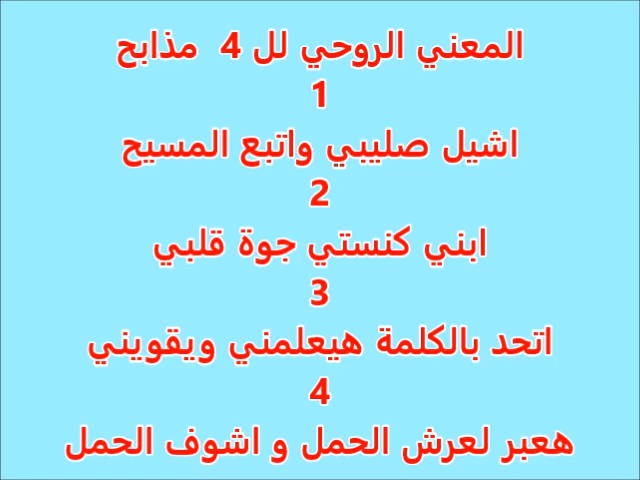 المعني الروحي لل 4 مذابح
1
اشيل صليبي واتبع المسيح
2
ابني كنستي جوة قلبي
3
اتحد بالكلمة هيعلمني ويقويني
4
هعبر لعرش الحمل و اشوف الحمل